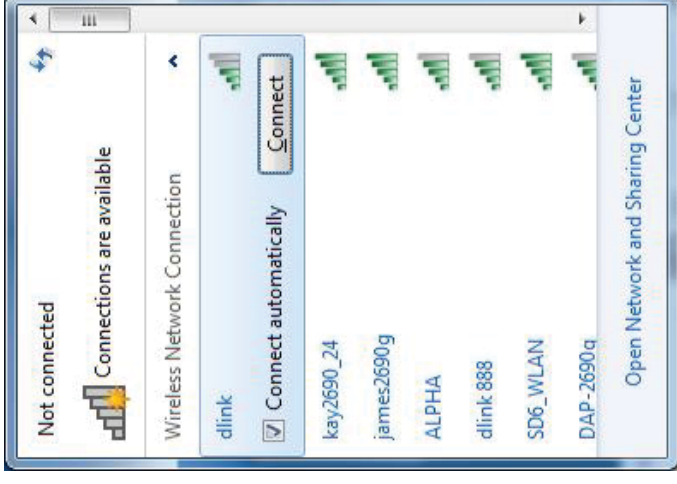 Not connected
Connections are available
Wireless Network Connection
dlink
Connect automatically
Connect
kay2690_24
james2690g
ALPHA
dlink 888
SD6_WLAN
DAP-2690g
Open Network and Sharing Center